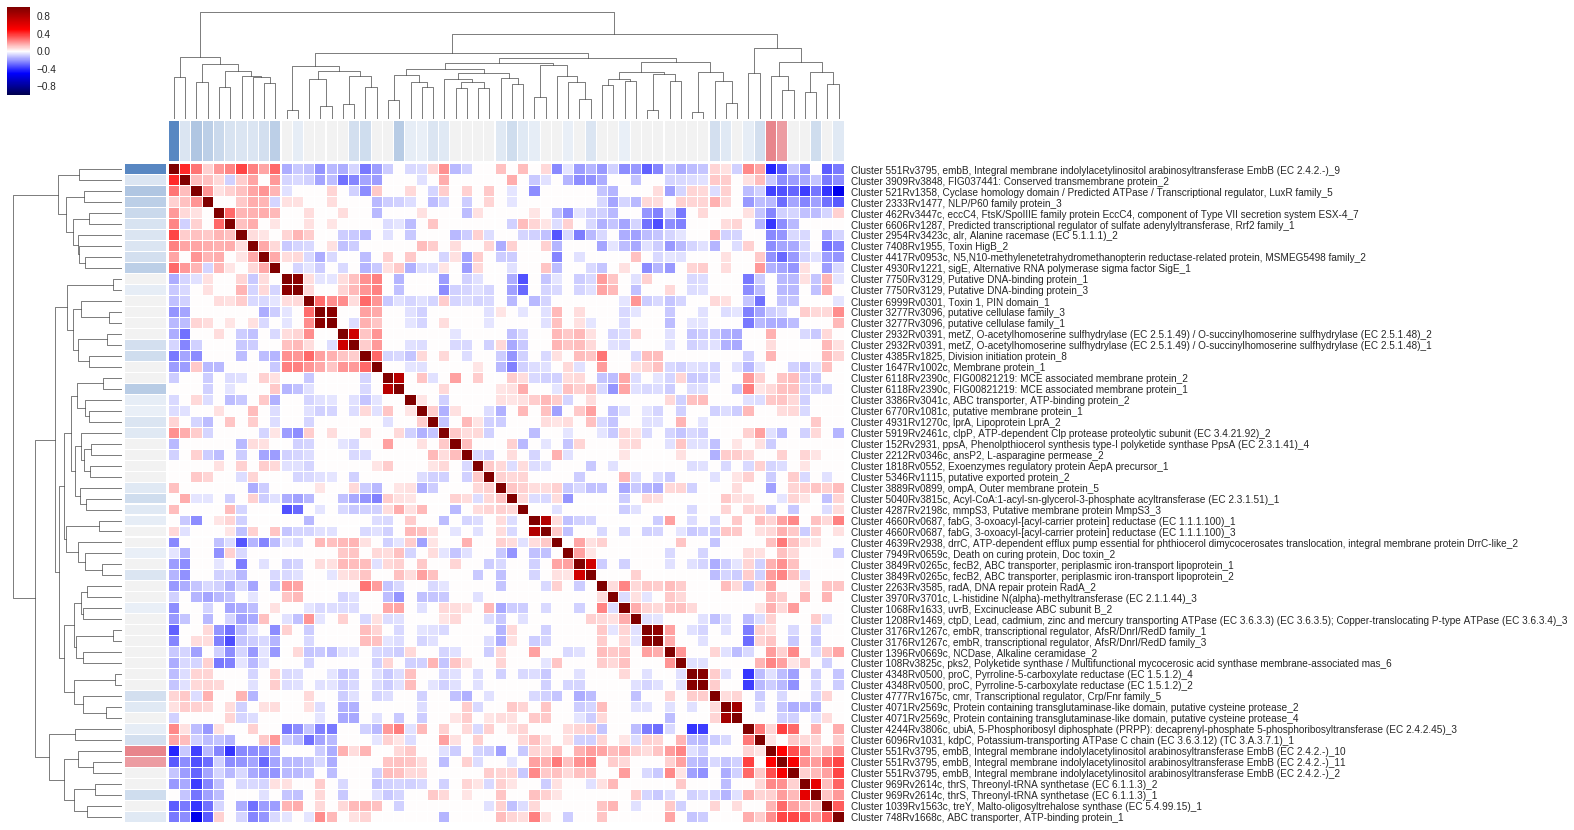 0.8
0.4
0.0
−0.4
−0.8
Cluster 551Rv3795, embB, Integral membrane indolylacetylinositol arabinosyltransferase EmbB (EC 2.4.2.-)_9
Cluster 3909Rv3848, FIG037441: Conserved transmembrane protein_2
Cluster 521Rv1358, Cyclase homology domain / Predicted ATPase / Transcriptional regulator, LuxR family_5
Cluster 2333Rv1477, NLP/P60 family protein_3
Cluster 462Rv3447c, eccC4, FtsK/SpoIIIE family protein EccC4, component of Type VII secretion system ESX-4_7
Cluster 6606Rv1287, Predicted transcriptional regulator of sulfate adenylyltransferase, Rrf2 family_1
Cluster 2954Rv3423c, alr, Alanine racemase (EC 5.1.1.1)_2
Cluster 7408Rv1955, Toxin HigB_2
Cluster 4417Rv0953c, N5,N10-methylenetetrahydromethanopterin reductase-related protein, MSMEG5498 family_2
Cluster 4930Rv1221, sigE, Alternative RNA polymerase sigma factor SigE_1
Cluster 7750Rv3129, Putative DNA-binding protein_1
Cluster 7750Rv3129, Putative DNA-binding protein_3
Cluster 6999Rv0301, Toxin 1, PIN domain_1
Cluster 3277Rv3096, putative cellulase family_3
Cluster 3277Rv3096, putative cellulase family_1
Cluster 2932Rv0391, metZ, O-acetylhomoserine sulfhydrylase (EC 2.5.1.49) / O-succinylhomoserine sulfhydrylase (EC 2.5.1.48)_2
Cluster 2932Rv0391, metZ, O-acetylhomoserine sulfhydrylase (EC 2.5.1.49) / O-succinylhomoserine sulfhydrylase (EC 2.5.1.48)_1
Cluster 4385Rv1825, Division initiation protein_8
Cluster 1647Rv1002c, Membrane protein_1
Cluster 6118Rv2390c, FIG00821219: MCE associated membrane protein_2
Cluster 6118Rv2390c, FIG00821219: MCE associated membrane protein_1
Cluster 3386Rv3041c, ABC transporter, ATP-binding protein_2
Cluster 6770Rv1081c, putative membrane protein_1
Cluster 4931Rv1270c, lprA, Lipoprotein LprA_2
Cluster 5919Rv2461c, clpP, ATP-dependent Clp protease proteolytic subunit (EC 3.4.21.92)_2
Cluster 152Rv2931, ppsA, Phenolpthiocerol synthesis type-I polyketide synthase PpsA (EC 2.3.1.41)_4
Cluster 2212Rv0346c, ansP2, L-asparagine permease_2
Cluster 1818Rv0552, Exoenzymes regulatory protein AepA precursor_1
Cluster 5346Rv1115, putative exported protein_2
Cluster 3889Rv0899, ompA, Outer membrane protein_5
Cluster 5040Rv3815c, Acyl-CoA:1-acyl-sn-glycerol-3-phosphate acyltransferase (EC 2.3.1.51)_1
Cluster 4287Rv2198c, mmpS3, Putative membrane protein MmpS3_3
Cluster 4660Rv0687, fabG, 3-oxoacyl-[acyl-carrier protein] reductase (EC 1.1.1.100)_1
Cluster 4660Rv0687, fabG, 3-oxoacyl-[acyl-carrier protein] reductase (EC 1.1.1.100)_3
Cluster 4639Rv2938, drrC, ATP-dependent efflux pump essential for phthiocerol dimycocerosates translocation, integral membrane protein DrrC-like_2
Cluster 7949Rv0659c, Death on curing protein, Doc toxin_2
Cluster 3849Rv0265c, fecB2, ABC transporter, periplasmic iron-transport lipoprotein_1
Cluster 3849Rv0265c, fecB2, ABC transporter, periplasmic iron-transport lipoprotein_2
Cluster 2263Rv3585, radA, DNA repair protein RadA_2
Cluster 3970Rv3701c, L-histidine N(alpha)-methyltransferase (EC 2.1.1.44)_3
Cluster 1068Rv1633, uvrB, Excinuclease ABC subunit B_2
Cluster 1208Rv1469, ctpD, Lead, cadmium, zinc and mercury transporting ATPase (EC 3.6.3.3) (EC 3.6.3.5); Copper-translocating P-type ATPase (EC 3.6.3.4)_3
Cluster 3176Rv1267c, embR, transcriptional regulator, AfsR/DnrI/RedD family_1
Cluster 3176Rv1267c, embR, transcriptional regulator, AfsR/DnrI/RedD family_3
Cluster 1396Rv0669c, NCDase, Alkaline ceramidase_2
Cluster 108Rv3825c, pks2, Polyketide synthase / Multifunctional mycocerosic acid synthase membrane-associated mas_6
Cluster 4348Rv0500, proC, Pyrroline-5-carboxylate reductase (EC 1.5.1.2)_4
Cluster 4348Rv0500, proC, Pyrroline-5-carboxylate reductase (EC 1.5.1.2)_2
Cluster 4777Rv1675c, cmr, Transcriptional regulator, Crp/Fnr family_5
Cluster 4071Rv2569c, Protein containing transglutaminase-like domain, putative cysteine protease_2
Cluster 4071Rv2569c, Protein containing transglutaminase-like domain, putative cysteine protease_4
Cluster 4244Rv3806c, ubiA, 5-Phosphoribosyl diphosphate (PRPP): decaprenyl-phosphate 5-phosphoribosyltransferase (EC 2.4.2.45)_3
Cluster 6096Rv1031, kdpC, Potassium-transporting ATPase C chain (EC 3.6.3.12) (TC 3.A.3.7.1)_1
Cluster 551Rv3795, embB, Integral membrane indolylacetylinositol arabinosyltransferase EmbB (EC 2.4.2.-)_10
Cluster 551Rv3795, embB, Integral membrane indolylacetylinositol arabinosyltransferase EmbB (EC 2.4.2.-)_11
Cluster 551Rv3795, embB, Integral membrane indolylacetylinositol arabinosyltransferase EmbB (EC 2.4.2.-)_2
Cluster 969Rv2614c, thrS, Threonyl-tRNA synthetase (EC 6.1.1.3)_2
Cluster 969Rv2614c, thrS, Threonyl-tRNA synthetase (EC 6.1.1.3)_1
Cluster 1039Rv1563c, treY, Malto-oligosyltrehalose synthase (EC 5.4.99.15)_1
Cluster 748Rv1668c, ABC transporter, ATP-binding protein_1